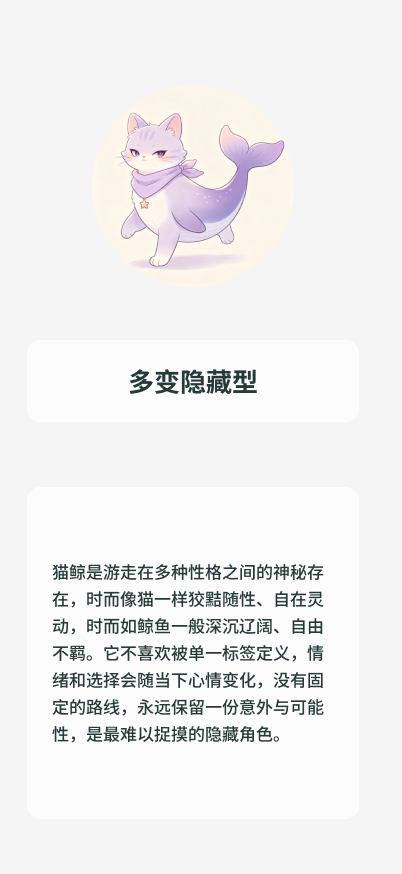 多变隐藏型
猫鲸是游走在多种性格之间的神秘存
在，时而像猫一样狡黠随性、自在灵
动，时而如鲸鱼一般深沉辽阔、自由
不羁。它不喜欢被单一标签定义，情
绪和选择会随当下心情变化，没有固
定的路线，永远保留一份意外与可能
性，是最难以捉摸的隐藏角色。